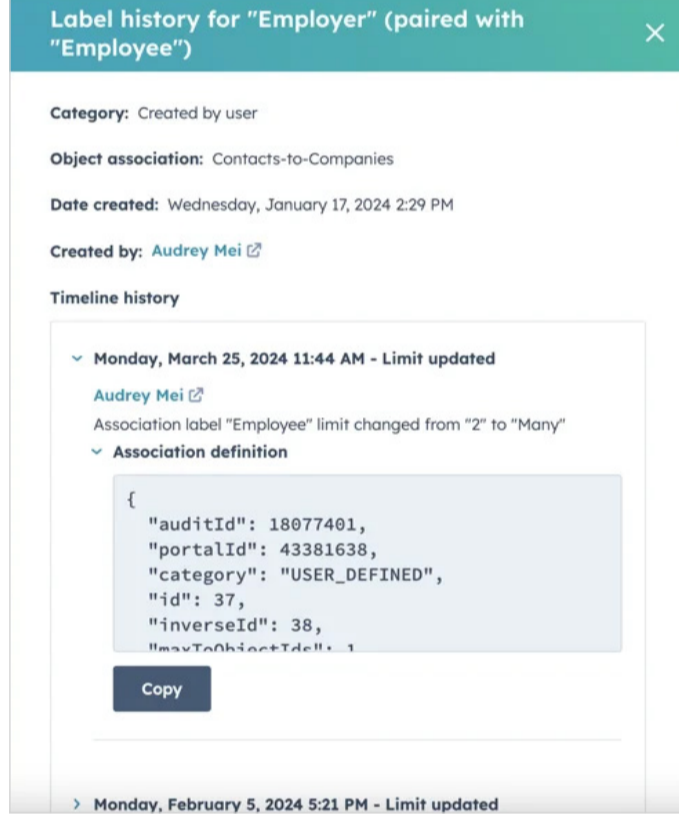 Label history for "Employer" (paired with
"Employee")
Category: Created by user
Object association: Contacts-to-Companies
Date created: Wednesday, January 17, 2024 2:29 PM
Created by: Audrey Mei
Timeline history
Monday, March 25, 2024 11:44 AM - Limit updated
Audrey Mei
Association label "Employee" limit changed from "2" to "Many"
Association definition
{
"auditId": 18077401,
"portalId": 43381638,
"category": "USER_DEFINED",
"id": 37,
"inverseId": 38,
"maxToObjectIds": 1
Copy
Monday, February 5, 2024 5:21 PM - Limit updated